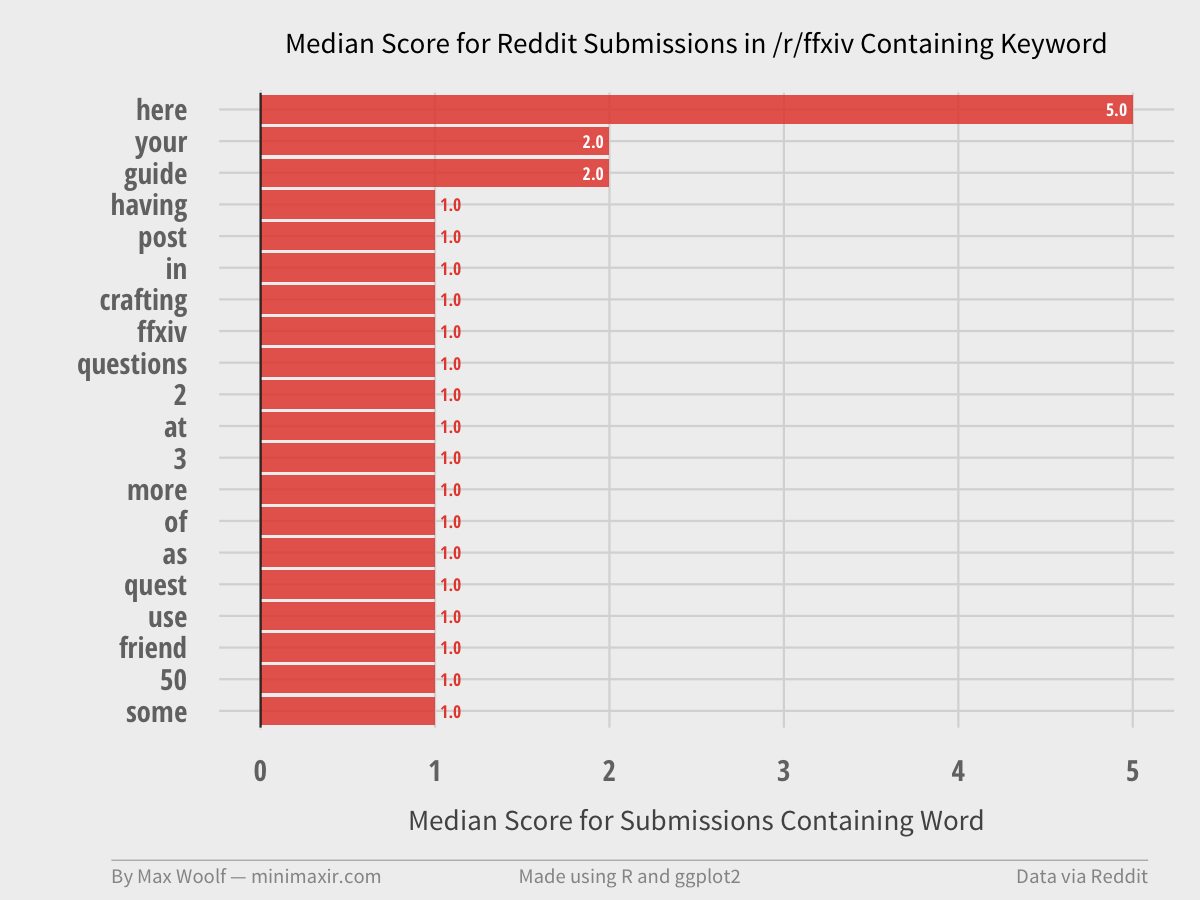 Median Score for Reddit Submissions in /r/ffxiv Containing Keyword
here 5.0
your 2.0
guide 2.0
having 1.0
post 1.0
in 1.0
crafting 1.0
ffxiv 1.0
questions 1.0
2 1.0
at 1.0
3 1.0
more 1.0
of 1.0
as 1.0
quest 1.0
use 1.0
friend 1.0
50 1.0
some 1.0
0 1 2 3 4 5
Median Score for Submissions Containing Word
By Max Woolf — minimaxir.com Made using R and ggplot2 Data via Reddit